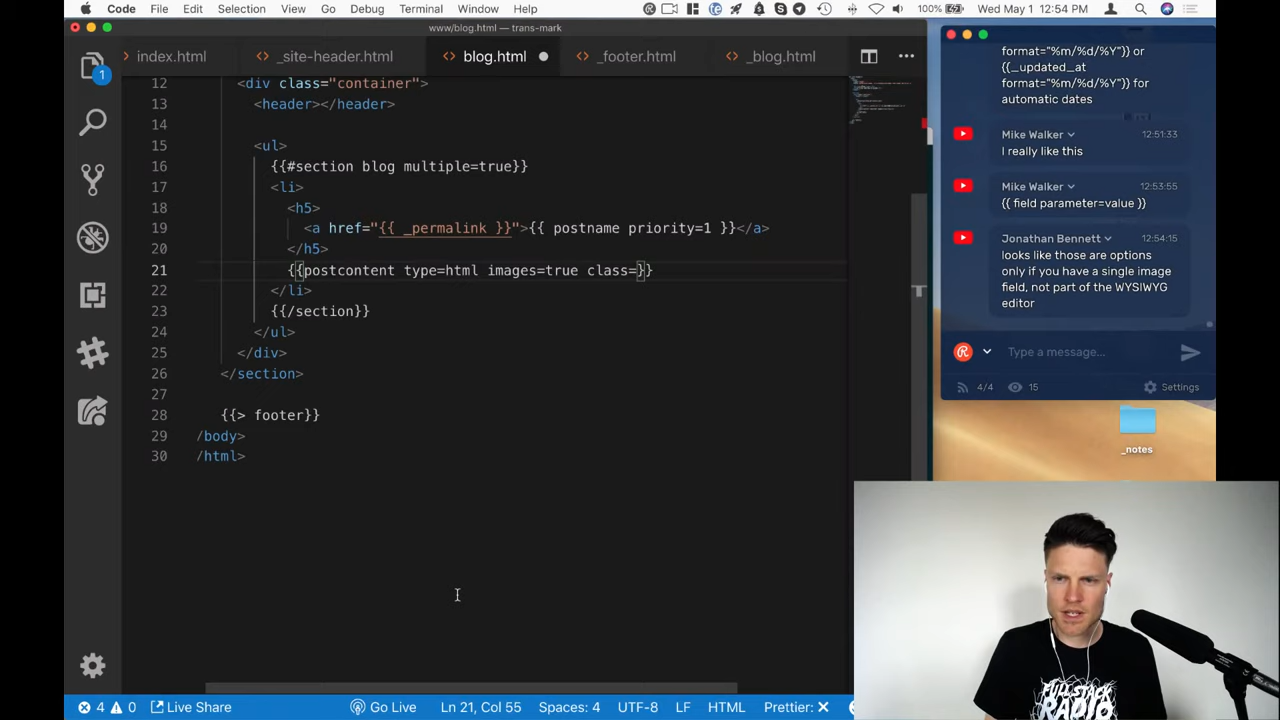 Code File Edit Selection View Go Debug Terminal Window Help
100% Wed May 1 12:54 PM
www/blog.html — trans-mark
index.html _site-header.html blog.html _footer.html _blog.html
1
12 <div class="container">
13 <header></header>
14
15 <ul>
16 {{#section blog multiple=true}}
17 <li>
18 <h5>
19 <a href="{{ _permalink }}">{{ postname priority=1 }}</a>
20 </h5>
21 {{postcontent type=html images=true class=}}
22 </li>
23 {{/section}}
24 </ul>
25 </div>
26 </section>
27
28 {{> footer}}
29 /body>
30 /html>
4 0 Live Share Go Live Ln 21, Col 55 Spaces: 4 UTF-8 LF HTML Prettier: ×
format="%m/%d/%Y"}} or
{{_updated_at
format="%m/%d/%Y"}} for
automatic dates
Mike Walker 12:51:33
I really like this
Mike Walker 12:53:55
{{ field parameter=value }}
Jonathan Bennett 12:54:15
looks like those are options
only if you have a single image
field, not part of the WYSIWYG
editor
Type a message...
4/4 15 Settings
_notes
FULL STACK
RADIO